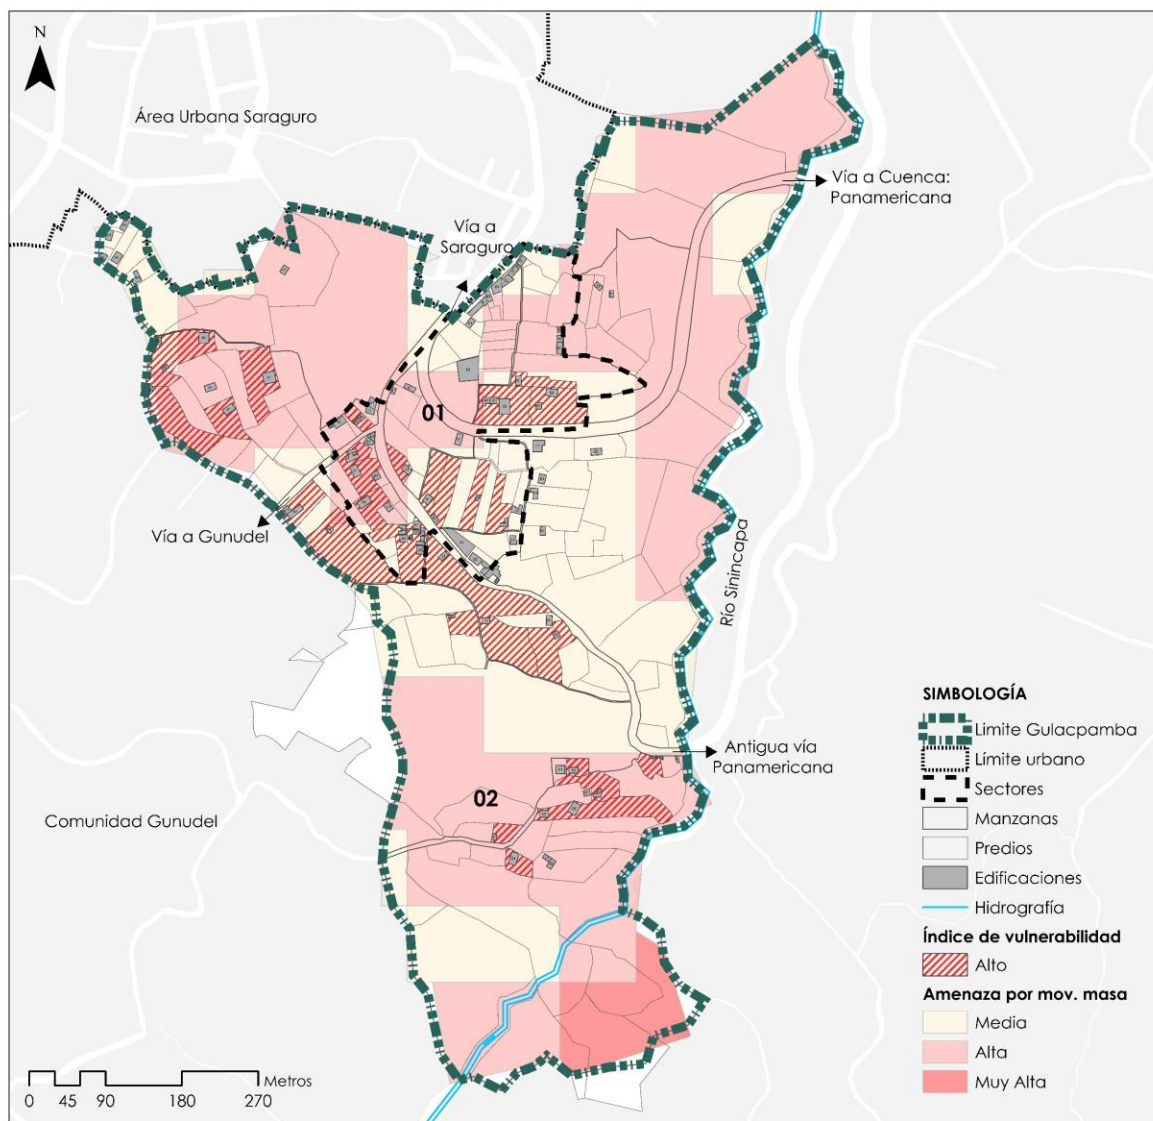 N
Área Urbana Saraguro
Vía a Cuenca:
Panamericana
Vía a
Saraguro
01
Vía a Gunudel
Río Sinincapa
Antigua vía
Panamericana
02
Comunidad Gunudel
SIMBOLOGÍA
Limite Gulacpamba
Límite urbano
Sectores
Manzanas
Predios
Edificaciones
Hidrografía
Índice de vulnerabilidad
Alto
Amenaza por mov. masa
Media
Alta
Muy Alta
Metros
0 45 90 180 270